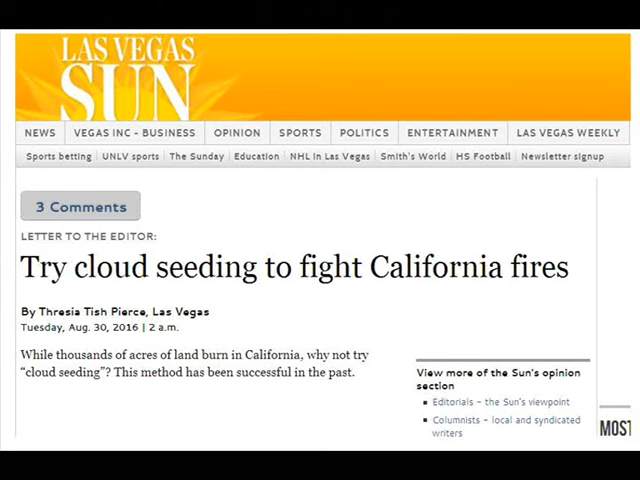 LAS VEGAS
SUN
NEWS VEGAS INC - BUSINESS OPINION SPORTS POLITICS ENTERTAINMENT LAS VEGAS WEEKLY
Sports betting UNLV sports The Sunday Education NHL in Las Vegas Smith's World HS Football Newsletter signup
3 Comments
LETTER TO THE EDITOR:
Try cloud seeding to fight California fires
By Thresia Tish Pierce, Las Vegas
Tuesday, Aug. 30, 2016 | 2 a.m.
While thousands of acres of land burn in California, why not try
“cloud seeding”? This method has been successful in the past.
View more of the Sun's opinion
section
Editorials - the Sun's viewpoint
Columnists - local and syndicated
writers
MOST